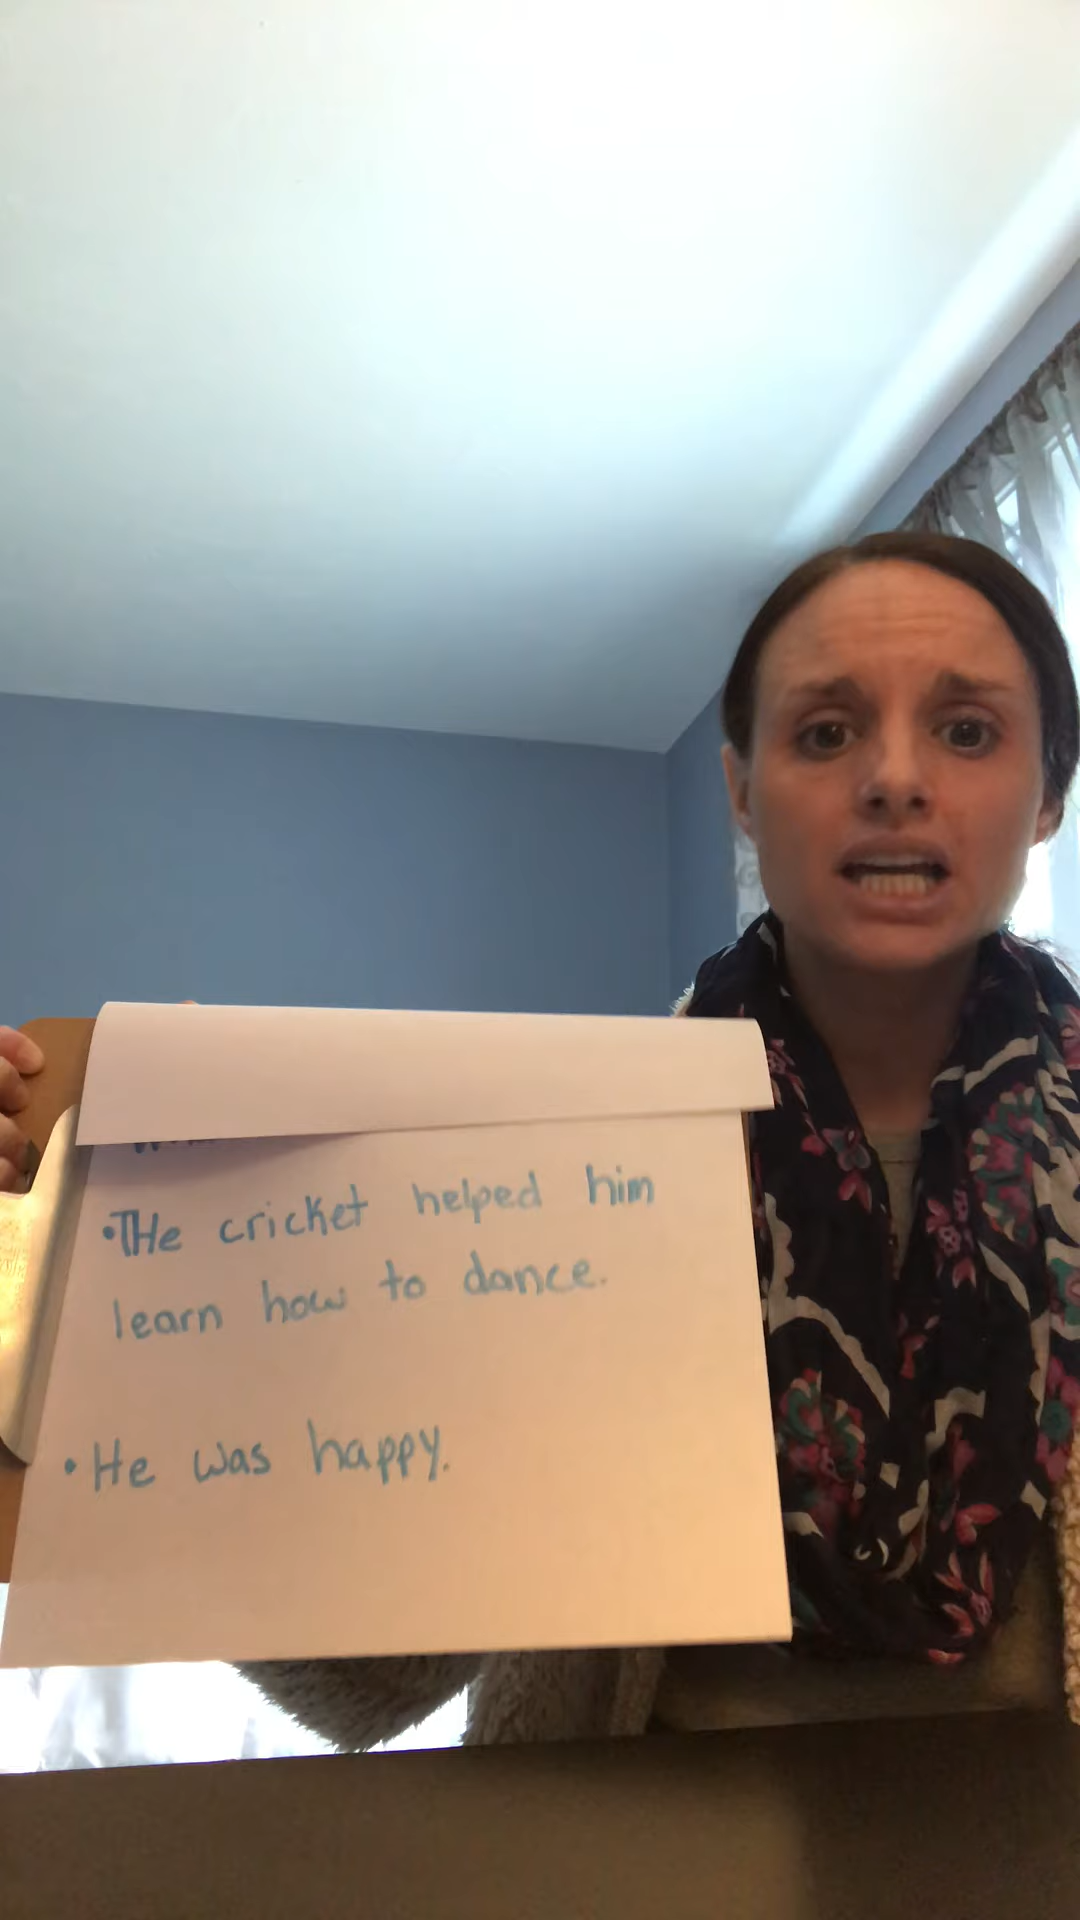 •THe cricket helped him
learn how to dance.
•He was happy.